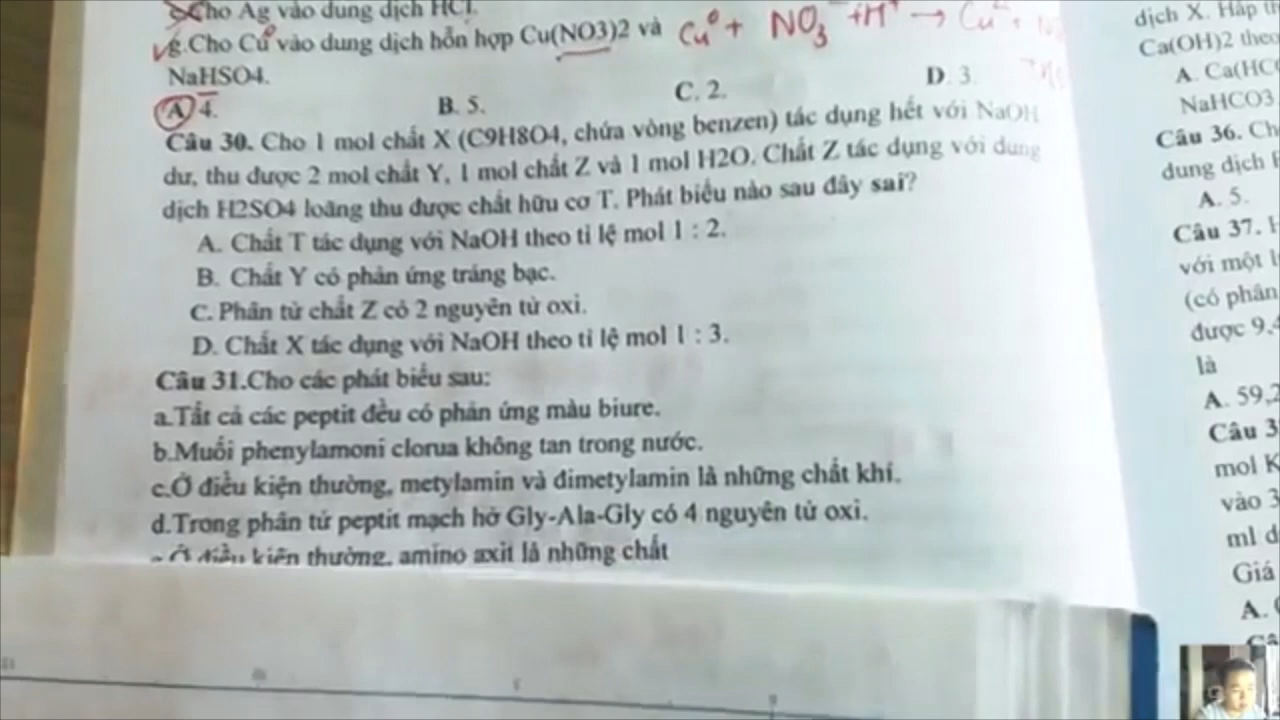 Cho Ag vào dung dịch HCl.
g.Cho Cu vào dung dịch hỗn hợp Cu(NO3)2 và
Cu⁰ + NO₃⁻ + H⁺ → Cu
NaHSO4.
A. 4. B. 5. C. 2. D. 3.
Câu 30. Cho 1 mol chất X (C9H8O4, chứa vòng benzen) tác dụng hết với NaOH
dư, thu được 2 mol chất Y, 1 mol chất Z và 1 mol H2O. Chất Z tác dụng với dung
dịch H2SO4 loãng thu được chất hữu cơ T. Phát biểu nào sau đây sai?
A. Chất T tác dụng với NaOH theo tỉ lệ mol 1 : 2.
B. Chất Y có phản ứng tráng bạc.
C. Phân tử chất Z có 2 nguyên tử oxi.
D. Chất X tác dụng với NaOH theo tỉ lệ mol 1 : 3.
Câu 31.Cho các phát biểu sau:
a.Tất cả các peptit đều có phản ứng màu biure.
b.Muối phenylamoni clorua không tan trong nước.
c.Ở điều kiện thường, metylamin và đimetylamin là những chất khí.
d.Trong phân tử peptit mạch hở Gly-Ala-Gly có 4 nguyên tử oxi.
Ở điều kiện thường, amino axit là những chất
dịch X. Hấp
Ca(OH)2 theo
A. Ca(HC
NaHCO3
Câu 36. Ch
dung dịch
A. 5.
Câu 37.
với một
(có phân
được 9.
là
A. 59,2
Câu 3
mol K
vào 3
ml d
Giá
A.